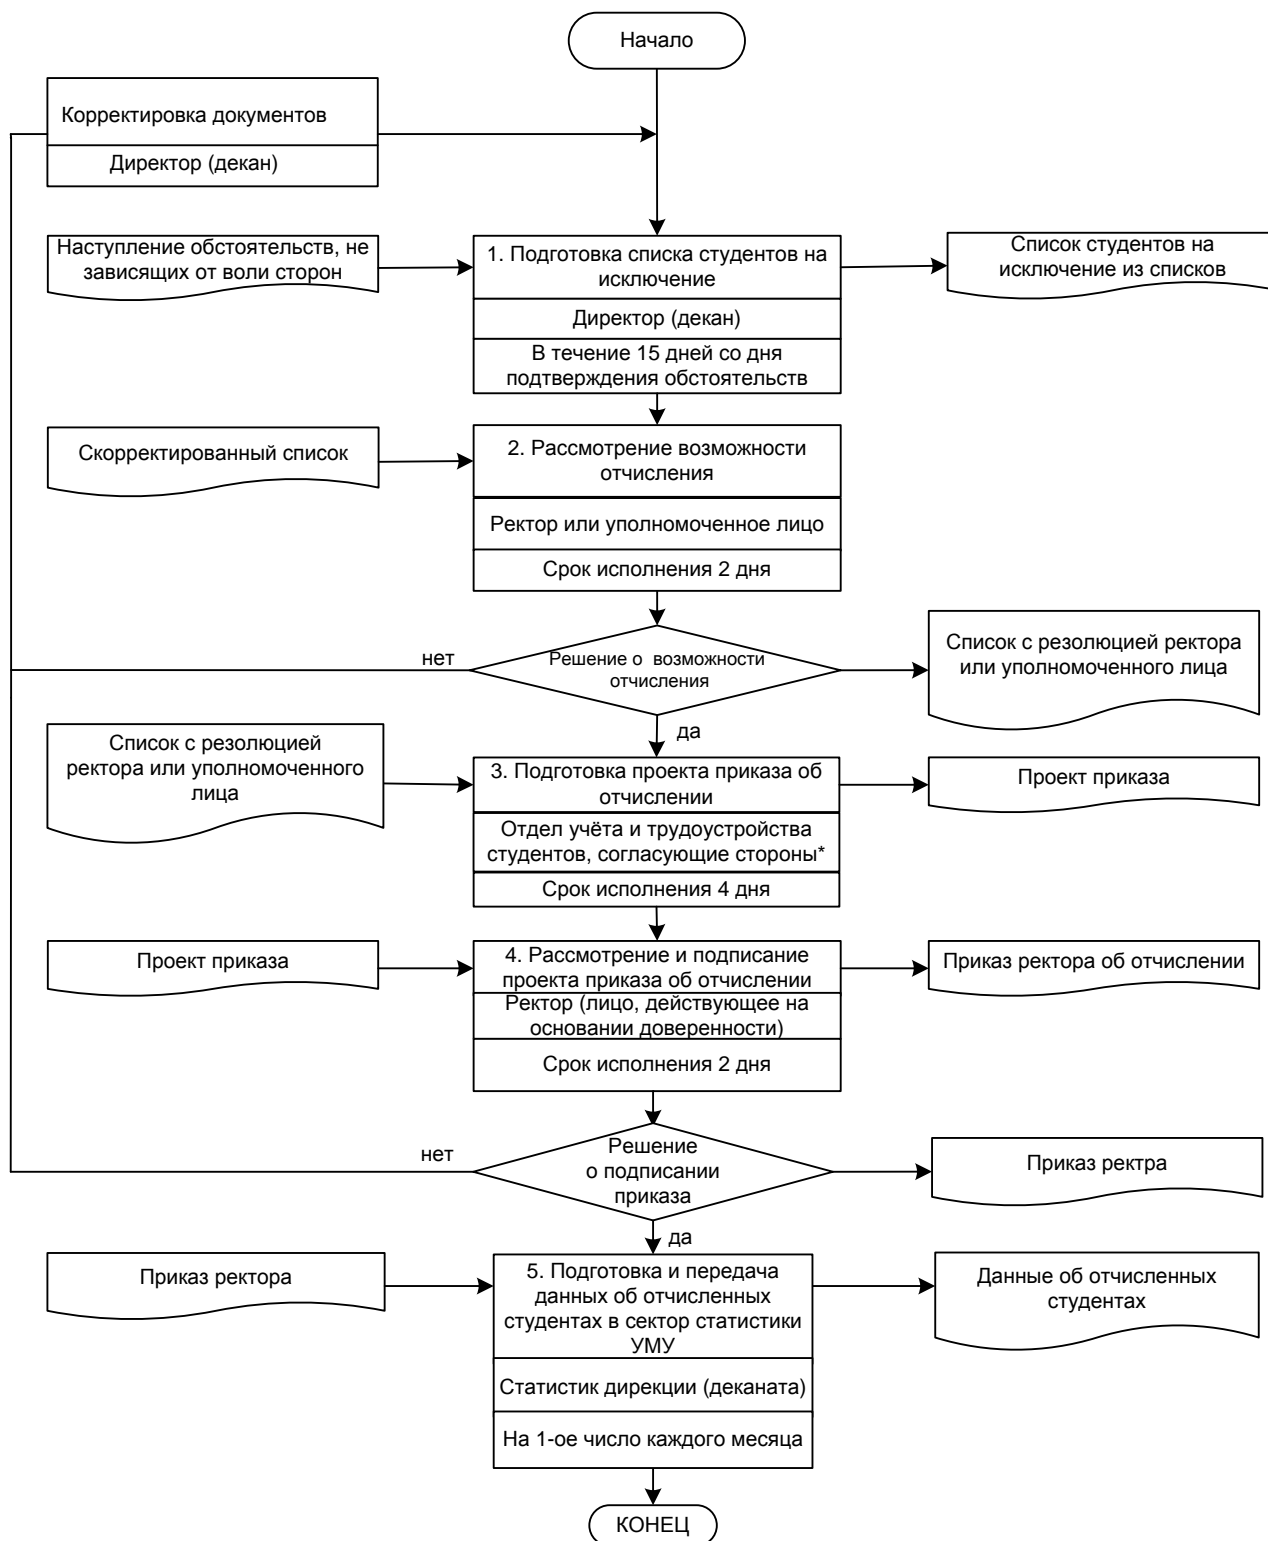 Начало
Корректировка документов
Директор (декан)
Наступление обстоятельств, не
зависящих от воли сторон
1. Подготовка списка студентов на
исключение
Директор (декан)
В течение 15 дней со дня
подтверждения обстоятельств
Список студентов на
исключение из списков
Скорректированный список
2. Рассмотрение возможности
отчисления
Ректор или уполномоченное лицо
Срок исполнения 2 дня
нет
Решение о возможности
отчисления
Список с резолюцией ректора
или уполномоченного лица
да
Список с резолюцией
ректора или уполномоченного
лица
3. Подготовка проекта приказа об
отчислении
Отдел учёта и трудоустройства
студентов, согласующие стороны*
Срок исполнения 4 дня
Проект приказа
Проект приказа
4. Рассмотрение и подписание
проекта приказа об отчислении
Ректор (лицо, действующее на
основании доверенности)
Срок исполнения 2 дня
Приказ ректора об отчислении
нет
Решение
о подписании
приказа
Приказ ректра
да
Приказ ректора
5. Подготовка и передача
данных об отчисленных
студентах в сектор статистики
УМУ
Статистик дирекции (деканата)
На 1-ое число каждого месяца
Данные об отчисленных
студентах
КОНЕЦ